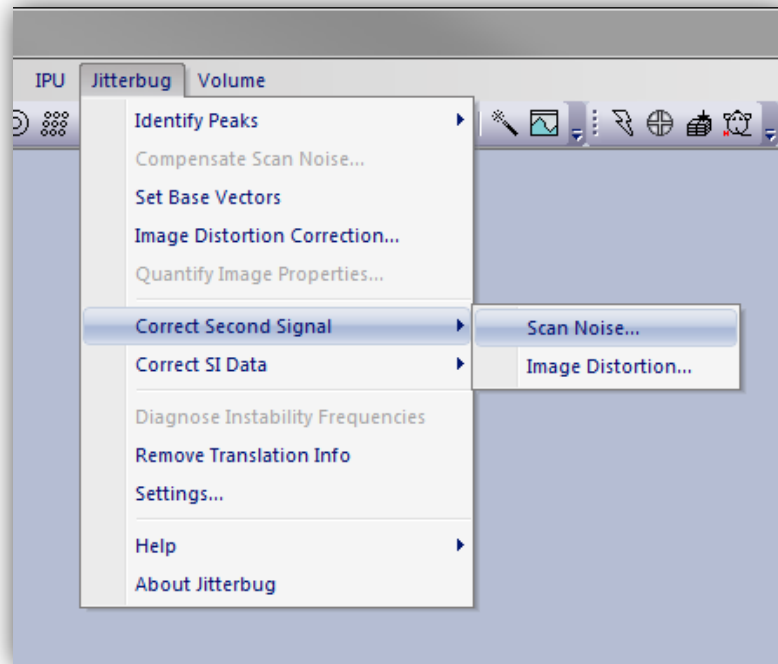 IPU Jitterbug Volume
Identify Peaks
Compensate Scan Noise...
Set Base Vectors
Image Distortion Correction...
Quantify Image Properties...
Correct Second Signal
Scan Noise...
Correct SI Data
Image Distortion...
Diagnose Instability Frequencies
Remove Translation Info
Settings...
Help
About Jitterbug